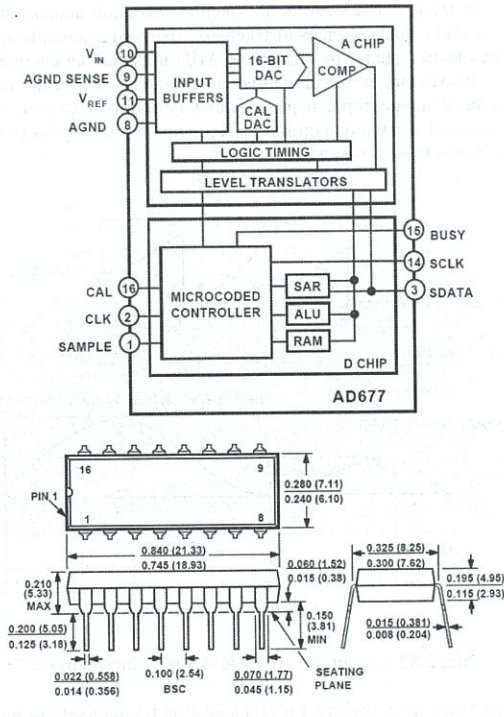 A CHIP
VIN 10
AGND SENSE 9
VREF 11
AGND 8
INPUT
BUFFERS
16-BIT
DAC
COMP
CAL
DAC
LOGIC TIMING
LEVEL TRANSLATORS
15 BUSY
14 SCLK
3 SDATA
CAL 16
CLK 2
SAMPLE 1
MICROCODED
CONTROLLER
SAR
ALU
RAM
D CHIP
AD677
16 9
PIN 1
1 8
0.280 (7.11)
0.240 (6.10)
0.840 (21.33)
0.745 (18.93)
0.210
(5.33)
MAX
0.200 (5.05)
0.125 (3.18)
0.022 (0.558)
0.014 (0.356)
0.100 (2.54)
BSC
0.070 (1.77)
0.045 (1.15)
0.060 (1.52)
0.015 (0.38)
0.150
(3.81)
MIN
SEATING
PLANE
0.325 (8.25)
0.300 (7.62)
0.195 (4.95)
0.115 (2.93)
0.015 (0.381)
0.008 (0.204)